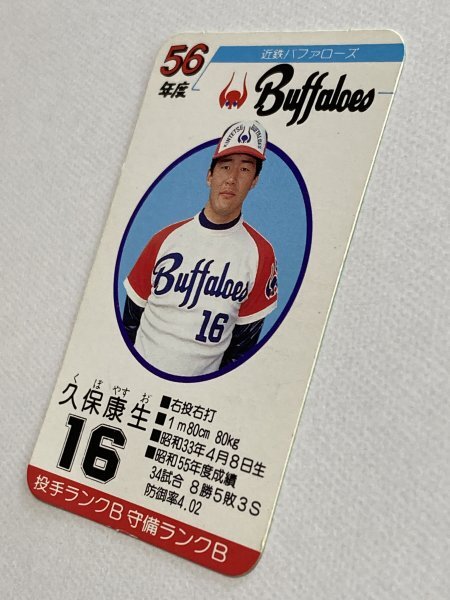 56
年度
近鉄バファローズ
Buffaloes
KINTETSU
BUFFALOES
Buffaloes
16
くぼ やすお
久保康生
16
■右投右打
■1m80cm 80kg
■昭和33年4月8日生
■昭和55年度成績
34試合 8勝5敗3S
防御率4.02
投手ランクB 守備ランクB